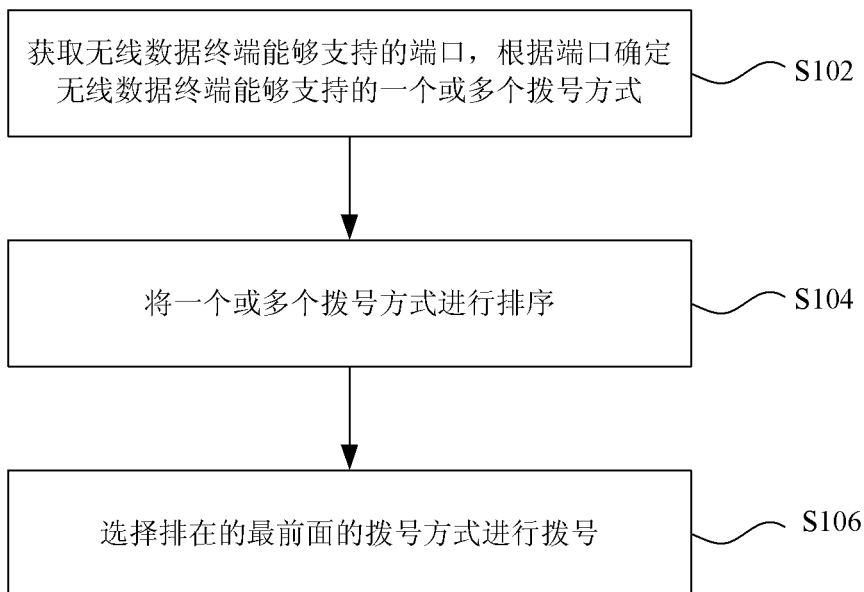 获取无线数据终端能够支持的端口，根据端口确定
无线数据终端能够支持的一个或多个拨号方式
S102
将一个或多个拨号方式进行排序
S104
选择排在的最前面的拨号方式进行拨号
S106